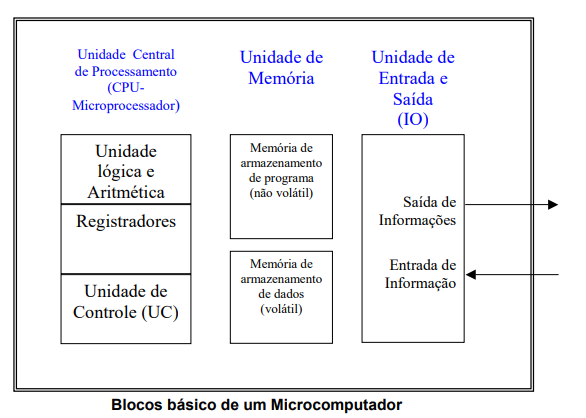 Unidade Central
de Processamento
(CPU-
Microprocessador)
Unidade
lógica e
Aritmética
Registradores
Unidade de
Controle (UC)
Unidade de
Memória
Memória de
armazenamento
de programa
(não volátil)
Memória de
armazenamento
de dados
(volátil)
Unidade de
Entrada e
Saída
(IO)
Saída de
Informações
Entrada de
Informação
Blocos básico de um Microcomputador